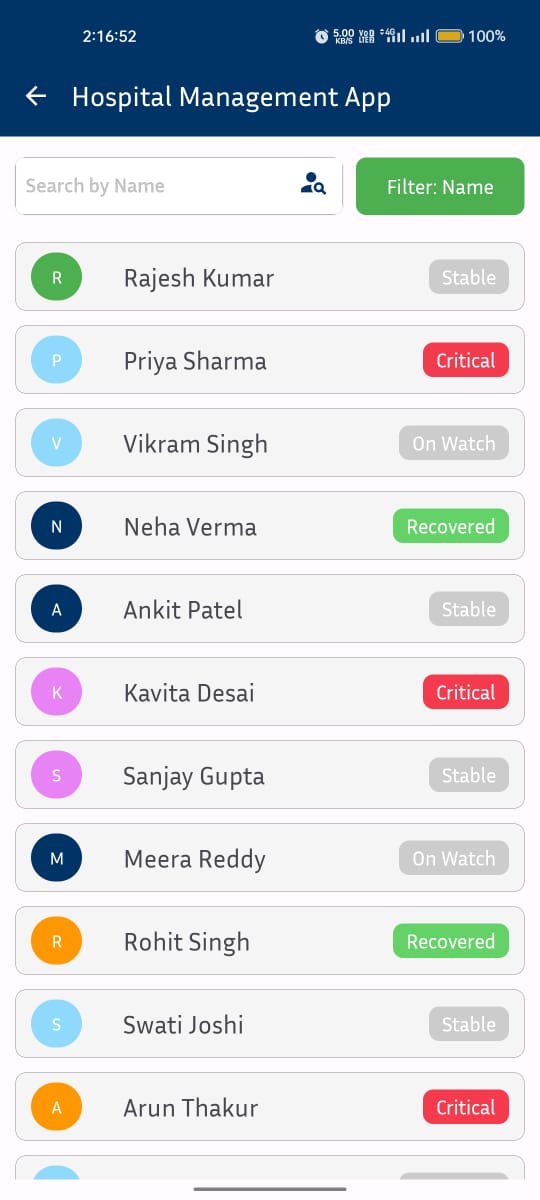 2:16:52 5.00 KB/S Vo) LTE2 4G 100%
Hospital Management App
Search by Name Filter: Name
R Rajesh Kumar Stable
P Priya Sharma Critical
V Vikram Singh On Watch
N Neha Verma Recovered
A Ankit Patel Stable
K Kavita Desai Critical
S Sanjay Gupta Stable
M Meera Reddy On Watch
R Rohit Singh Recovered
S Swati Joshi Stable
A Arun Thakur Critical